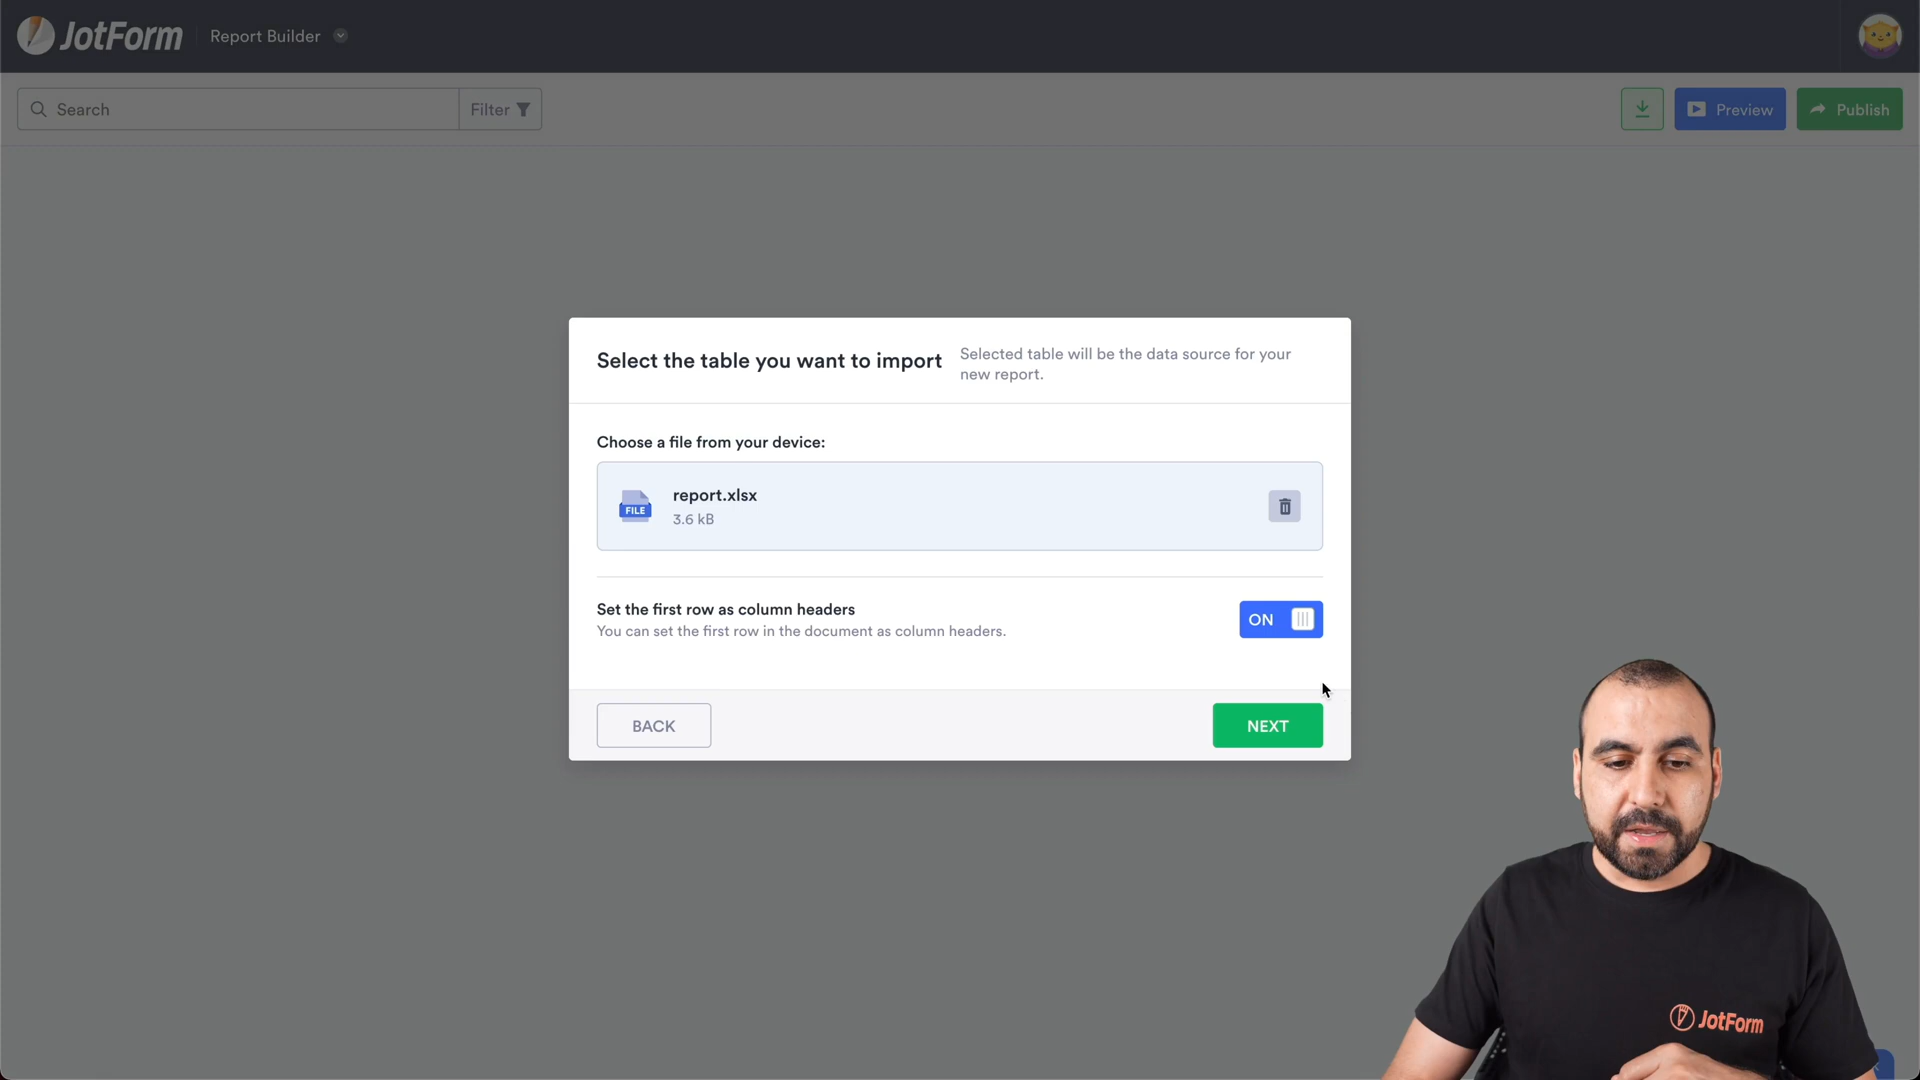 JotForm
Report Builder
Search
Filter
Preview
Publish
Select the table you want to import
Selected table will be the data source for your
new report.
Choose a file from your device:
FILE
report.xlsx
3.6 kB
Set the first row as column headers
You can set the first row in the document as column headers.
ON
BACK
NEXT
JotForm